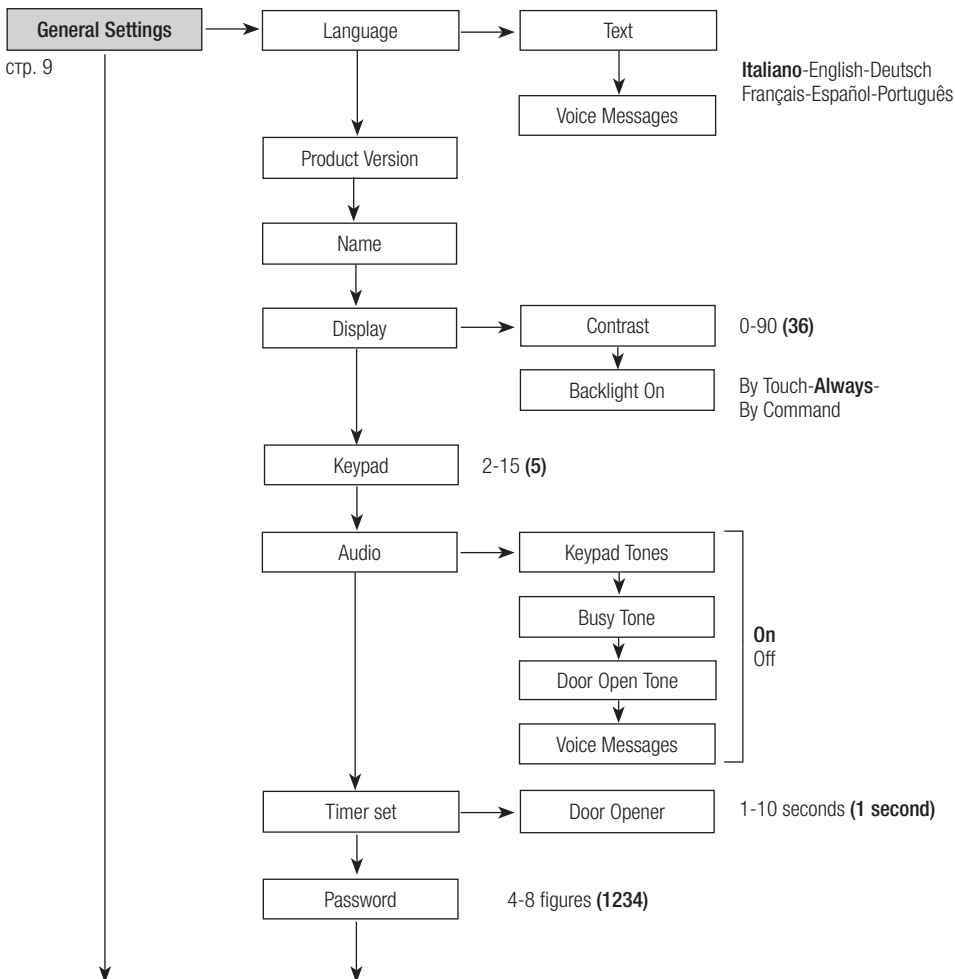 General Settings
стр. 9
Language
Text
Italiano-English-Deutsch
Français-Español-Português
Voice Messages
Product Version
Name
Display
Contrast
0-90 (36)
Backlight On
By Touch-Always-
By Command
Keypad
2-15 (5)
Audio
Keypad Tones
Busy Tone
Door Open Tone
Voice Messages
On
Off
Timer set
Door Opener
1-10 seconds (1 second)
Password
4-8 figures (1234)